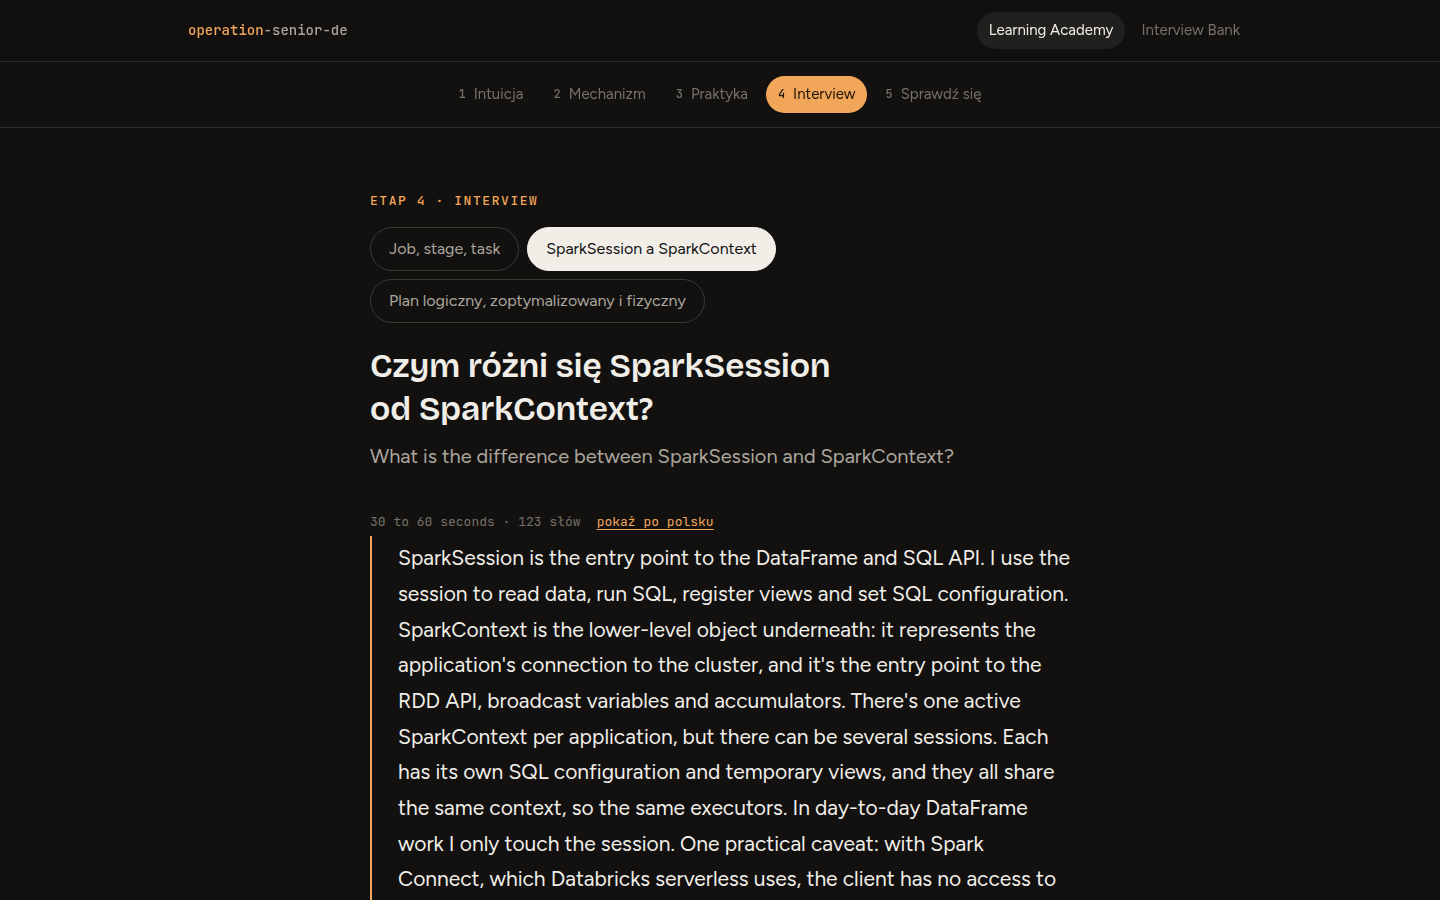 operation-senior-de
Learning Academy
Interview Bank
1 Intuicja
2 Mechanizm
3 Praktyka
4 Interview
5 Sprawdź się
ETAP 4 · INTERVIEW
Job, stage, task
SparkSession a SparkContext
Plan logiczny, zoptymalizowany i fizyczny
Czym różni się SparkSession
od SparkContext?
What is the difference between SparkSession and SparkContext?
30 to 60 seconds · 123 słów pokaż po polsku
SparkSession is the entry point to the DataFrame and SQL API. I use the
session to read data, run SQL, register views and set SQL configuration.
SparkContext is the lower-level object underneath: it represents the
application's connection to the cluster, and it's the entry point to the
RDD API, broadcast variables and accumulators. There's one active
SparkContext per application, but there can be several sessions. Each
has its own SQL configuration and temporary views, and they all share
the same context, so the same executors. In day-to-day DataFrame
work I only touch the session. One practical caveat: with Spark
Connect, which Databricks serverless uses, the client has no access to